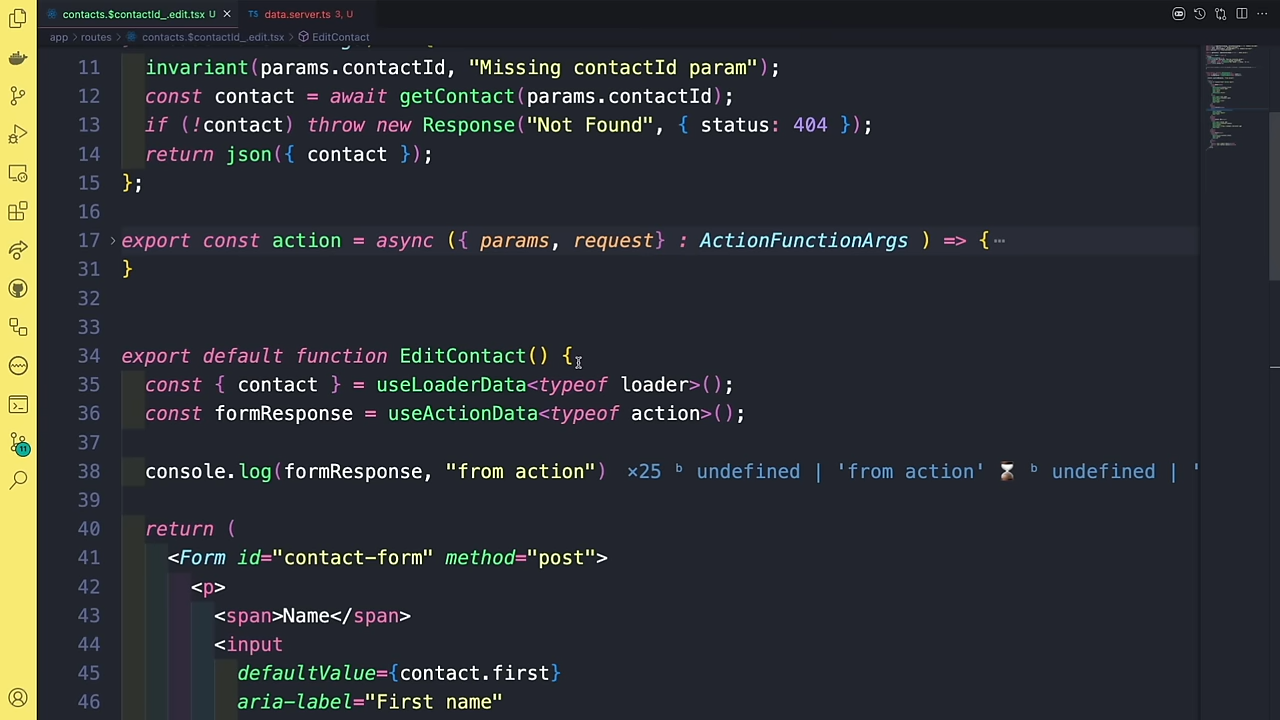 contacts.$contactId_.edit.tsx U
data.server.ts 3, U
app › routes › contacts.$contactId_.edit.tsx › EditContact
11 invariant(params.contactId, "Missing contactId param");
12 const contact = await getContact(params.contactId);
13 if (!contact) throw new Response("Not Found", { status: 404 });
14 return json({ contact });
15 };
16
17 export const action = async ({ params, request} : ActionFunctionArgs ) => {⋯
31 }
32
33
34 export default function EditContact() {
35 const { contact } = useLoaderData<typeof loader>();
36 const formResponse = useActionData<typeof action>();
37
38 console.log(formResponse, "from action") ×25 ᵇ undefined | 'from action' ⌛ ᵇ undefined | '
39
40 return (
41 <Form id="contact-form" method="post">
42 <p>
43 <span>Name</span>
44 <input
45 defaultValue={contact.first}
46 aria-label="First name"
11